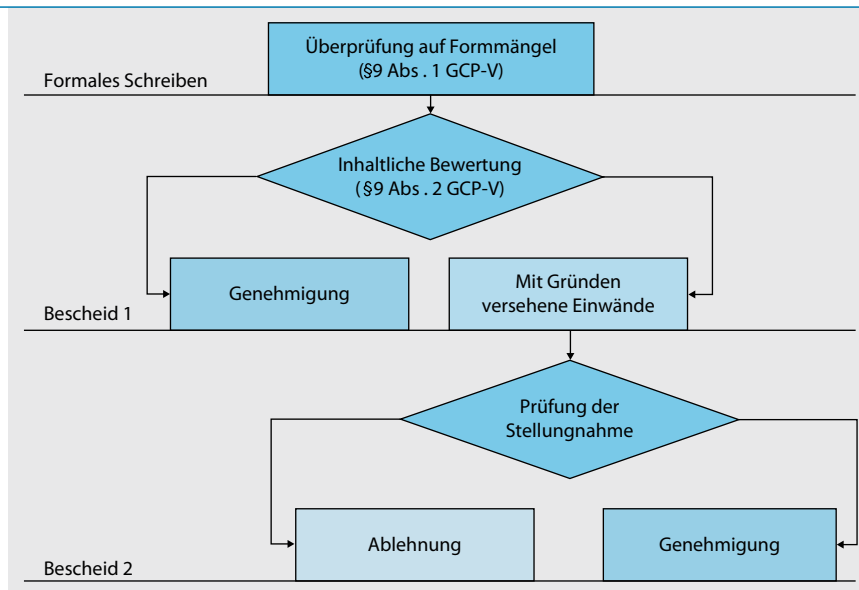 Überprüfung auf Formmängel
(§9 Abs . 1 GCP-V)
Formales Schreiben
Inhaltliche Bewertung
(§9 Abs . 2 GCP-V)
Genehmigung
Mit Gründen
versehene Einwände
Bescheid 1
Prüfung der
Stellungnahme
Ablehnung
Genehmigung
Bescheid 2